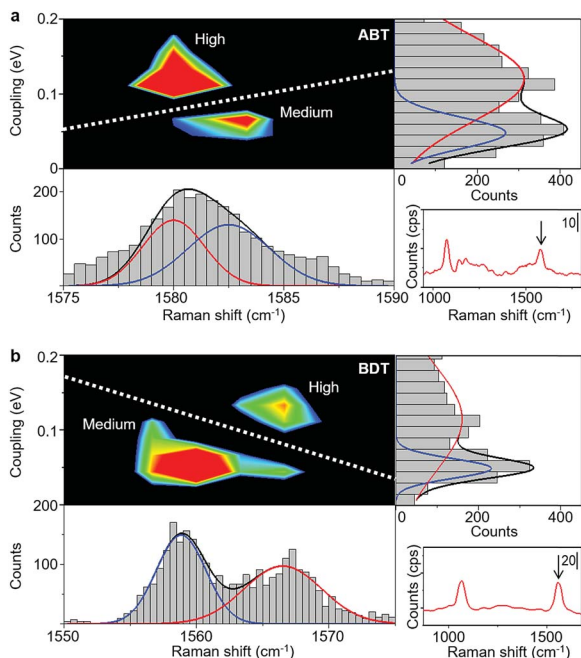 a
0.2
High
ABT
Coupling (eV)
0.1
Medium
0
0
200
400
Counts
200
Counts
100
0
1575
1580
1585
1590
Raman shift (cm-1)
10|
Counts (cps)
1000
1500
Raman shift (cm-1)
b
0.2
BDT
High
Coupling (eV)
0.1
Medium
0
0
200
400
Counts
200
Counts
100
0
1550
1560
1570
Raman shift (cm-1)
20|
Counts (cps)
1000
1500
Raman shift (cm-1)